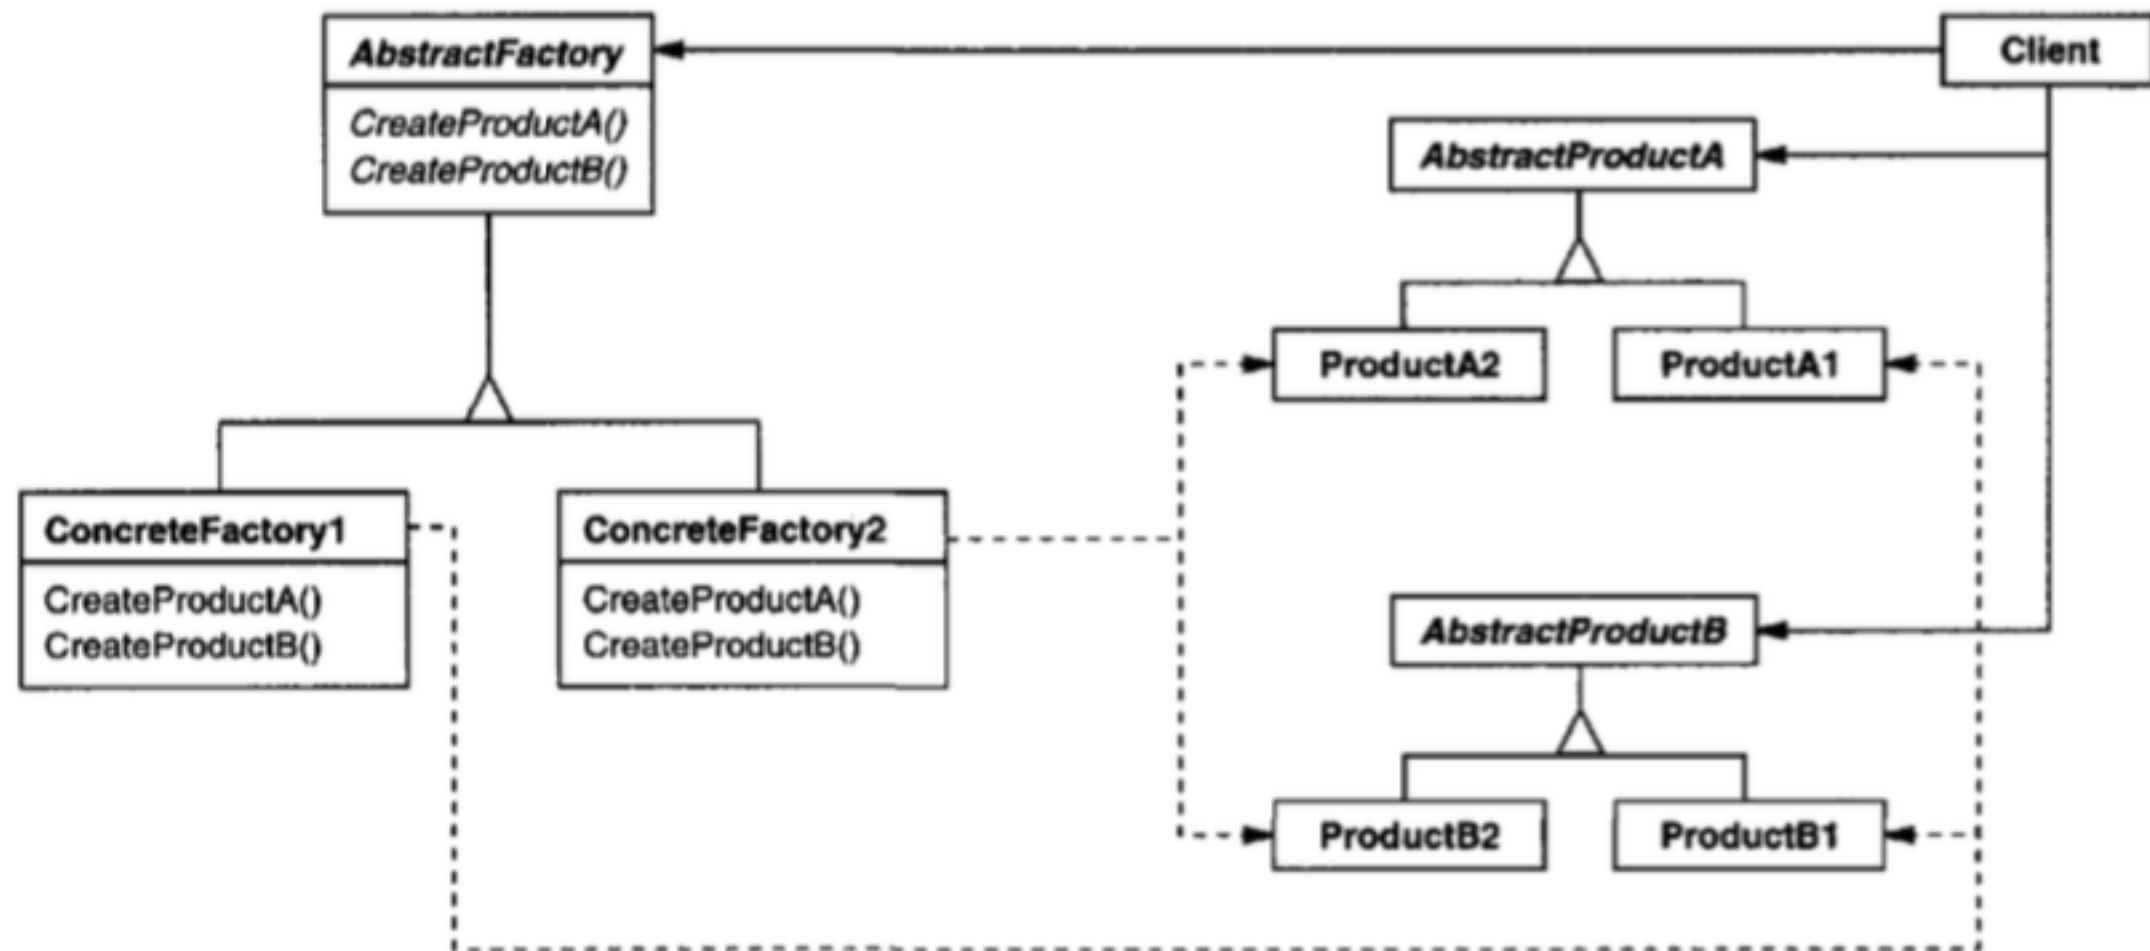 AbstractFactory
CreateProductA()
CreateProductB()
Client
AbstractProductA
ProductA2
ProductA1
ConcreteFactory1
CreateProductA()
CreateProductB()
ConcreteFactory2
CreateProductA()
CreateProductB()
AbstractProductB
ProductB2
ProductB1